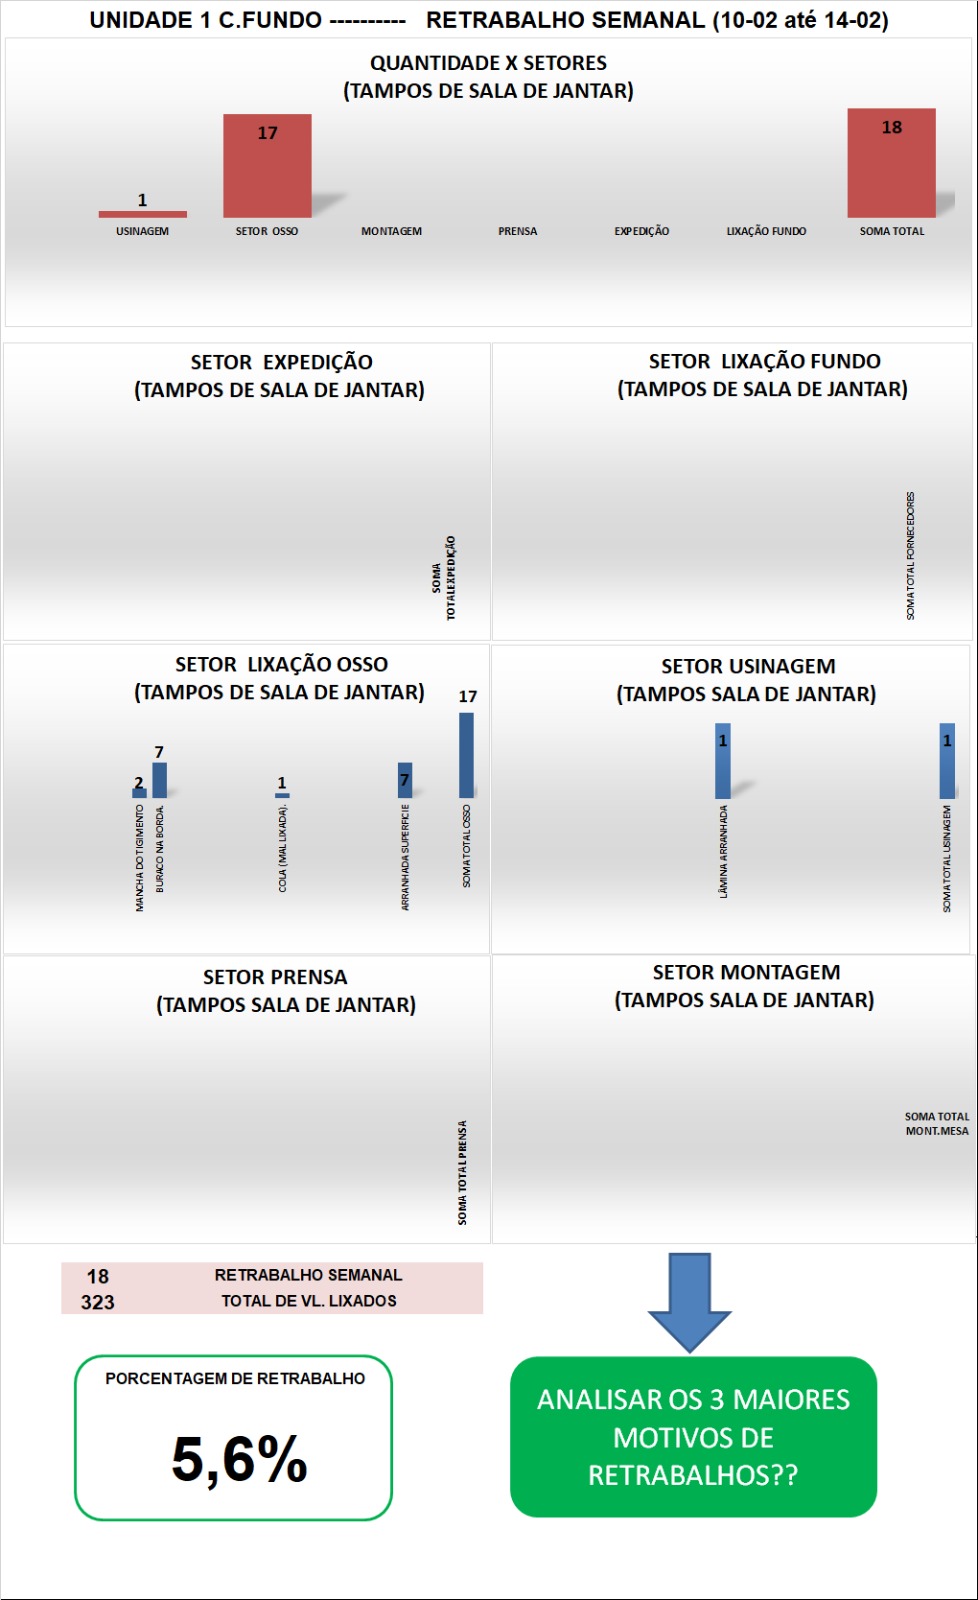 UNIDADE 1 C.FUNDO ---------- RETRABALHO SEMANAL (10-02 até 14-02)
QUANTIDADE X SETORES
(TAMPOS DE SALA DE JANTAR)
1
17
18
USINAGEM
SETOR OSSO
MONTAGEM
PRENSA
EXPEDIÇÃO
LIXAÇÃO FUNDO
SOMA TOTAL
SETOR EXPEDIÇÃO
(TAMPOS DE SALA DE JANTAR)
SOMA
TOTALEXPEDIÇÃO
SETOR LIXAÇÃO FUNDO
(TAMPOS DE SALA DE JANTAR)
SOMA TOTAL FORNECEDORES
SETOR LIXAÇÃO OSSO
(TAMPOS DE SALA DE JANTAR)
2
7
1
7
17
MANCHA DO TIGIMENTO
BURACO NA BORDA.
COLA (MAL LIXADA).
ARRANHADA SUPERFICIE
SOMA TOTAL OSSO
SETOR USINAGEM
(TAMPOS SALA DE JANTAR)
1
1
LÂMINA ARRANHADA
SOMA TOTAL USINAGEM
SETOR PRENSA
(TAMPOS SALA DE JANTAR)
SOMA TOTAL PRENSA
SETOR MONTAGEM
(TAMPOS SALA DE JANTAR)
SOMA TOTAL
MONT.MESA
18 RETRABALHO SEMANAL
323 TOTAL DE VL. LIXADOS
PORCENTAGEM DE RETRABALHO
5,6%
ANALISAR OS 3 MAIORES
MOTIVOS DE
RETRABALHOS??